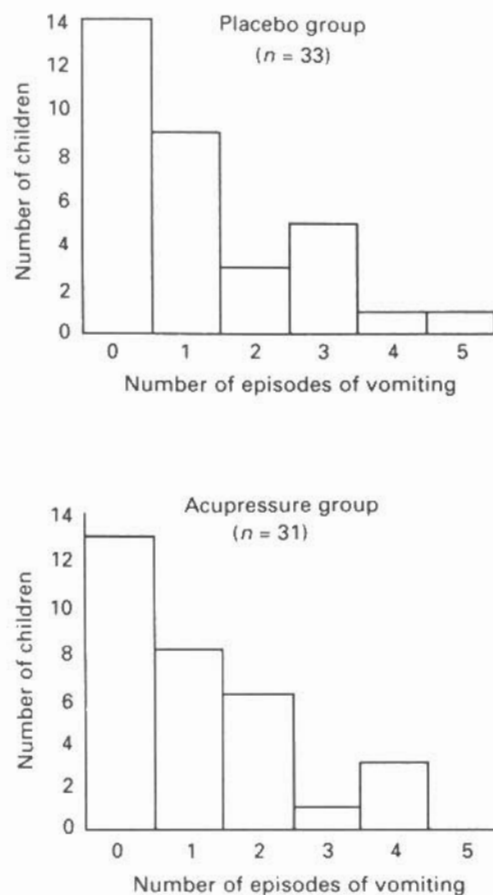 Placebo group
(n = 33)
Number of children
14
12
10
8
6
4
2
0
0 1 2 3 4 5
Number of episodes of vomiting
Acupressure group
(n = 31)
Number of children
14
12
10
8
6
4
2
0
0 1 2 3 4 5
Number of episodes of vomiting